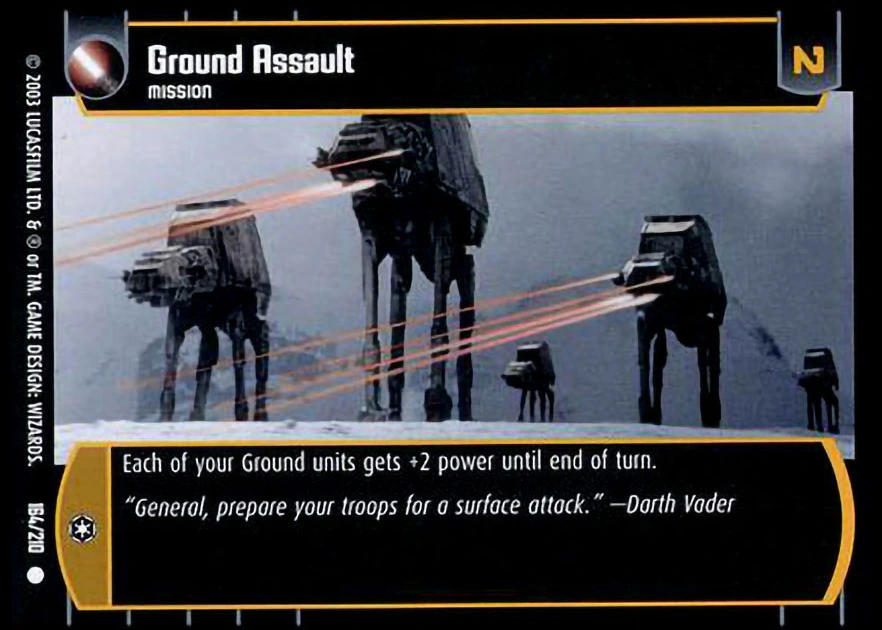 Ground Assault
MISSION
2
© 2003 LUCASFILM LTD. & ® or TM. GAME DESIGN: WIZARDS.
164/210
Each of your Ground units gets +2 power until end of turn.
“General, prepare your troops for a surface attack.” —Darth Vader